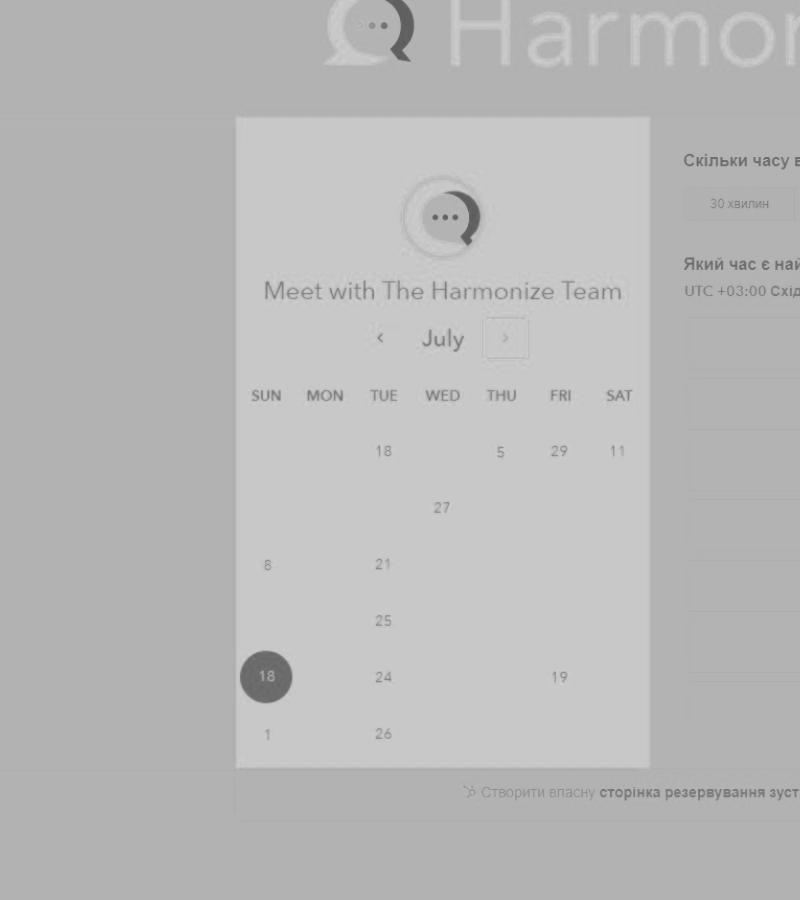 Harmon
Meet with The Harmonize Team
July
SUN MON TUE WED THU FRI SAT
18 5 29 11
27
8 21
25
18 24 19
1 26
Скільки часу в
30 хвилин
Який час є най
UTC +03:00 Схід
Створити власну сторінка резервування зуст